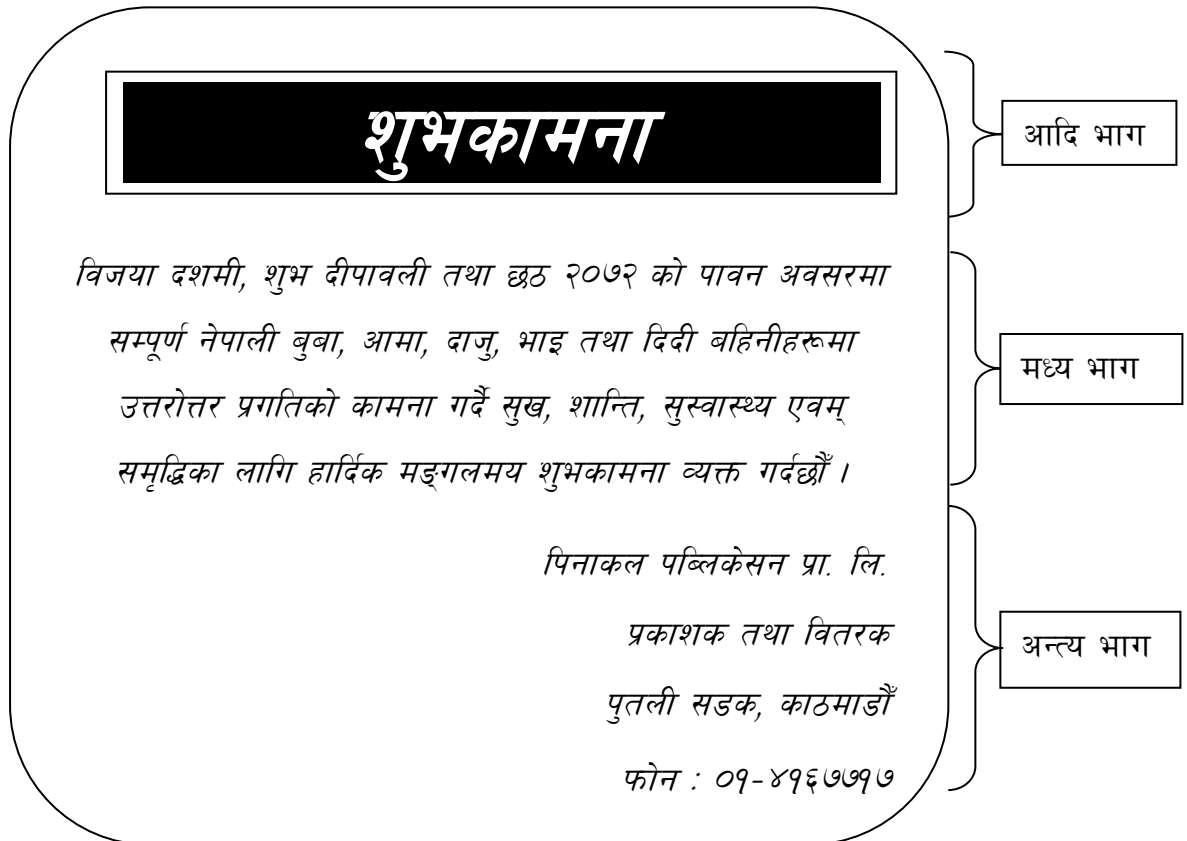 शुभकामना
आदि भाग
विजया दशमी, शुभ दीपावली तथा छठ २०७२ को पावन अवसरमा
सम्पूर्ण नेपाली बुबा, आमा, दाजु, भाइ तथा दिदी बहिनीहरूमा
उत्तरोत्तर प्रगतिको कामना गर्दै सुख, शान्ति, सुस्वास्थ्य एवम्
समृद्धिका लागि हार्दिक मङ्गलमय शुभकामना व्यक्त गर्दछौँ ।
मध्य भाग
पिनाकल पब्लिकेसन प्रा. लि.
प्रकाशक तथा वितरक
पुतली सडक, काठमाडौँ
फोन : ०१-४१६७७१७
अन्त्य भाग